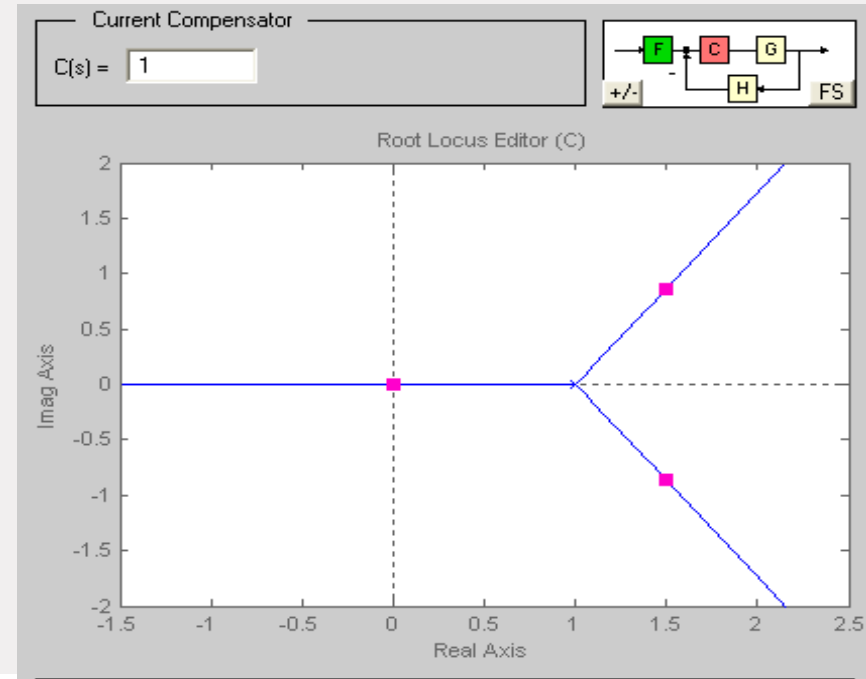 Current Compensator
C(s) = 1
F C G
-
H
+/- FS
Root Locus Editor (C)
2
1.5
1
0.5
0
-0.5
-1
-1.5
-2
Imag Axis
-1.5 -1 -0.5 0 0.5 1 1.5 2 2.5
Real Axis